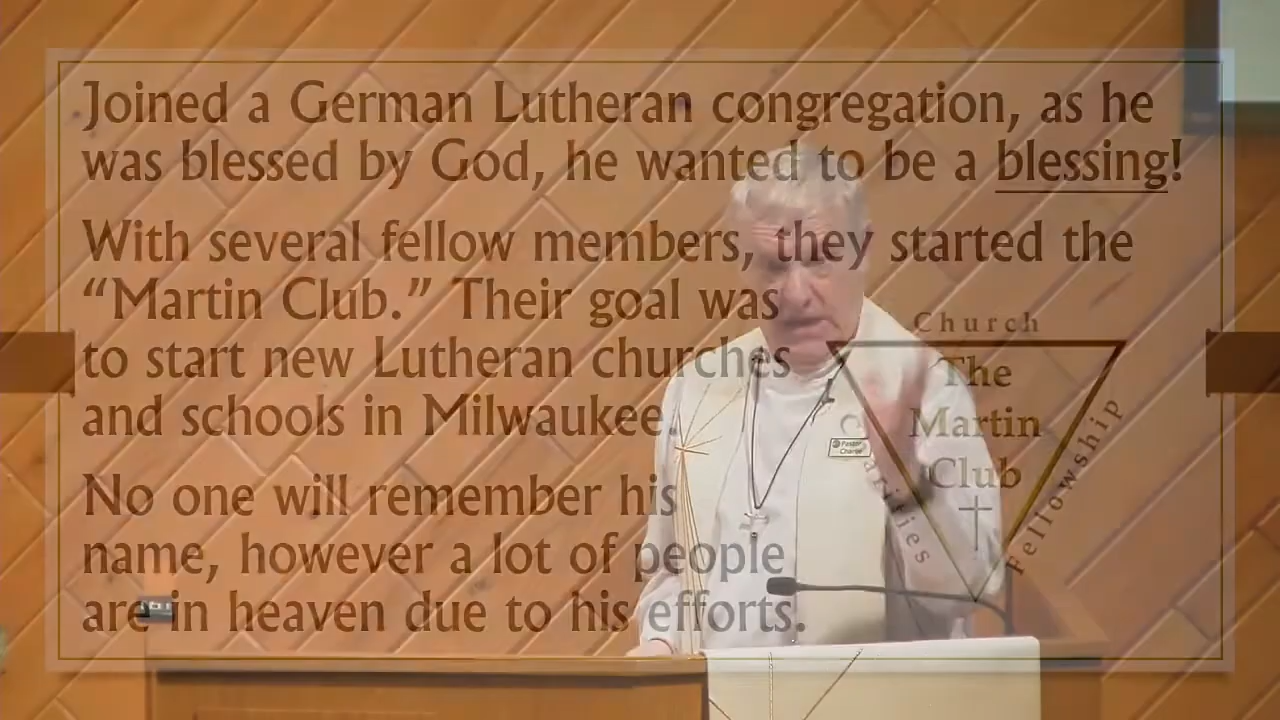 Joined a German Lutheran congregation, as he
was blessed by God, he wanted to be a blessing!
With several fellow members, they started the
“Martin Club.” Their goal was
to start new Lutheran churches
and schools in Milwaukee.
No one will remember his
name, however a lot of people
are in heaven due to his efforts.
Church
The
Martin
Club
Charities
Fellowship
Pastor
Charlie